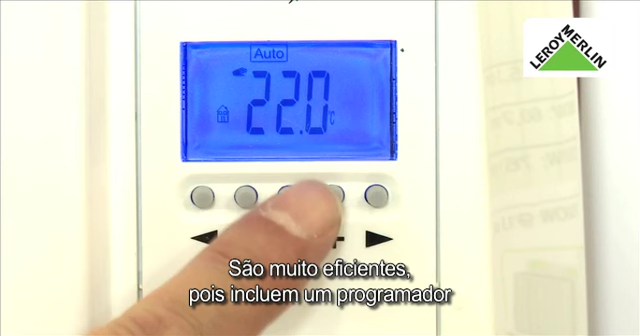 Auto
22.0
°C
LEROY MERLIN
São muito eficientes,
pois incluem um programador